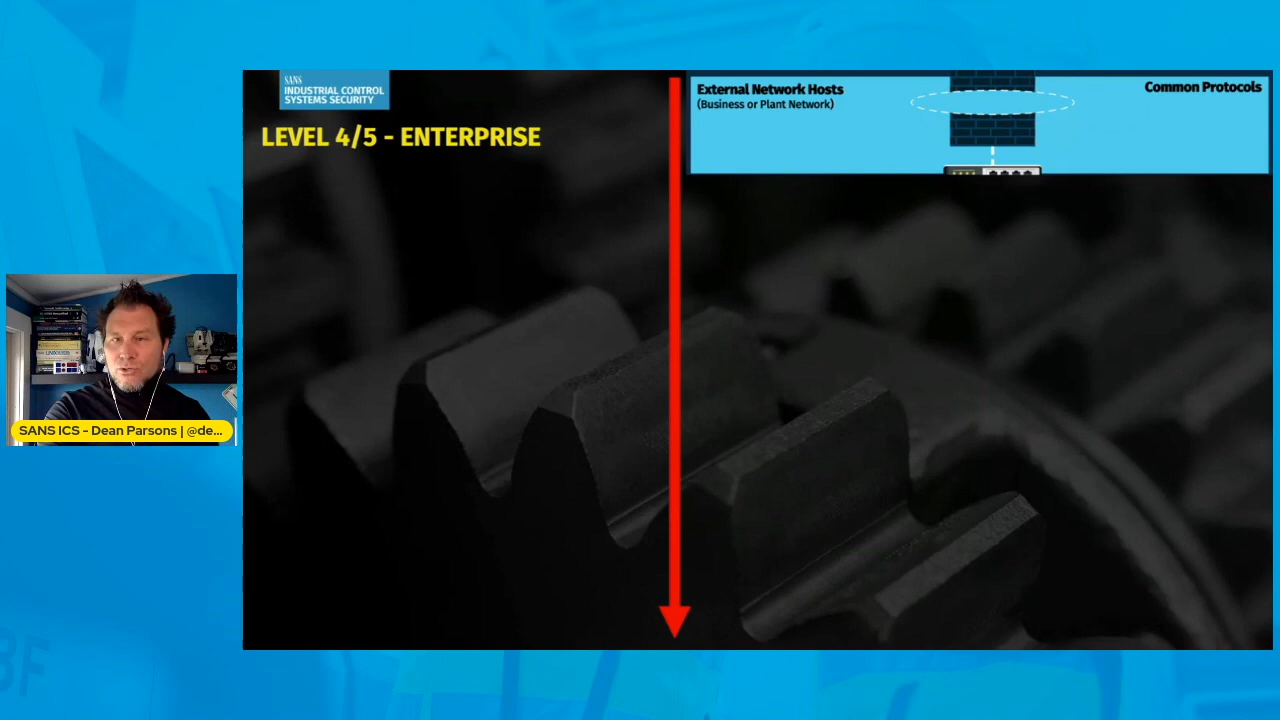 SANS
INDUSTRIAL CONTROL
SYSTEMS SECURITY
LEVEL 4/5 - ENTERPRISE
External Network Hosts
(Business or Plant Network)
Common Protocols
SANS ICS - Dean Parsons | @de...